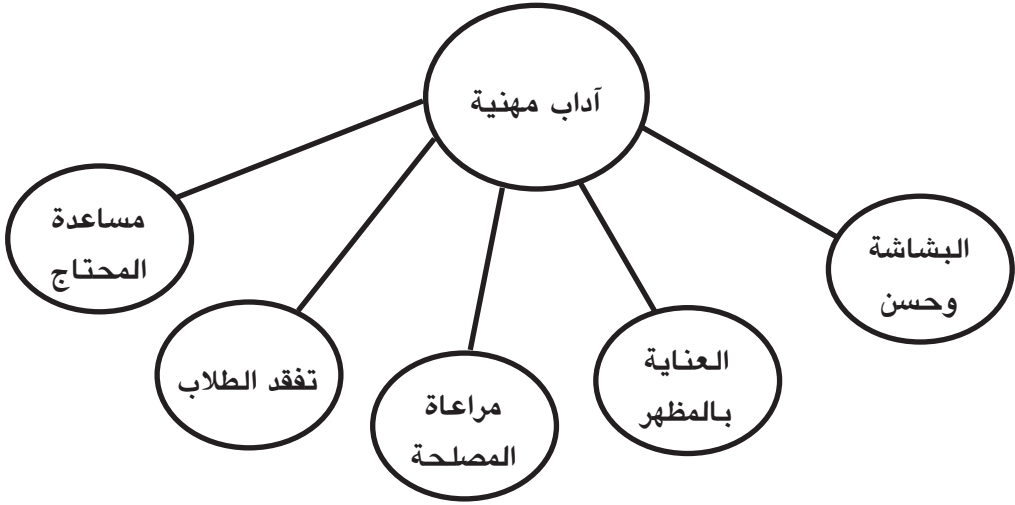 آداب مهنية
البشاشة
وحسن
العناية
بالمظهر
مراعاة
المصلحة
تفقد الطلاب
مساعدة
المحتاج